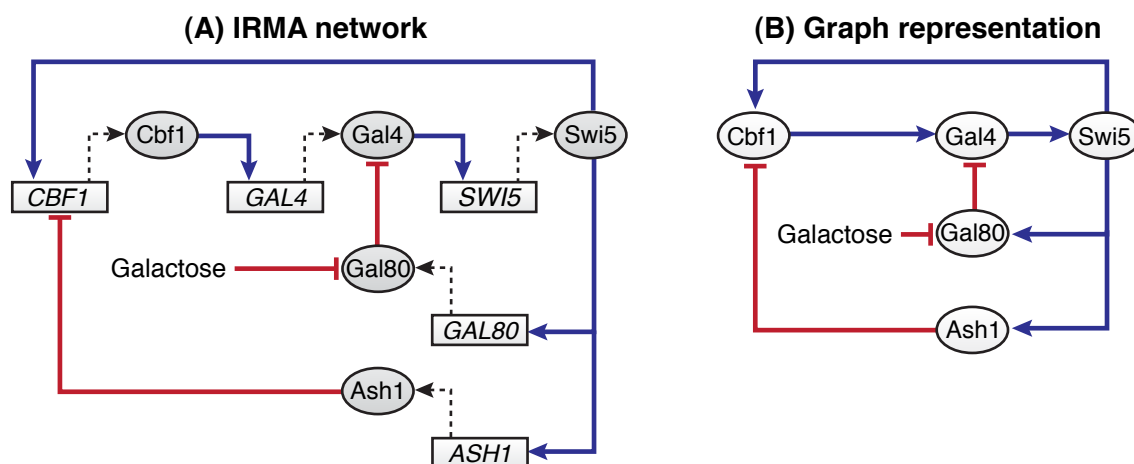 (A) IRMA network
Cbf1
Gal4
Swi5
CBF1
GAL4
SWI5
Galactose
Gal80
GAL80
Ash1
ASH1
(B) Graph representation
Cbf1
Gal4
Swi5
Galactose
Gal80
Ash1